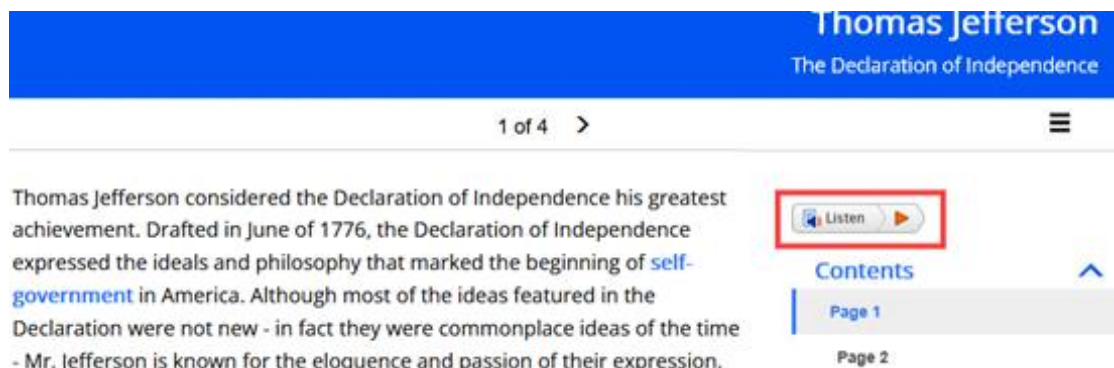 Thomas Jefferson
The Declaration of Independence
1 of 4
Thomas Jefferson considered the Declaration of Independence his greatest
achievement. Drafted in June of 1776, the Declaration of Independence
expressed the ideals and philosophy that marked the beginning of self-
government in America. Although most of the ideas featured in the
Declaration were not new - in fact they were commonplace ideas of the time
- Mr. Jefferson is known for the eloquence and passion of their expression.
Listen
Contents
Page 1
Page 2